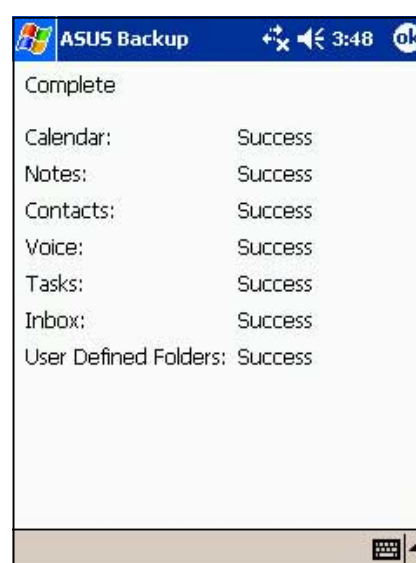 ASUS Backup 3:48 ok
Complete
Calendar: Success
Notes: Success
Contacts: Success
Voice: Success
Tasks: Success
Inbox: Success
User Defined Folders: Success